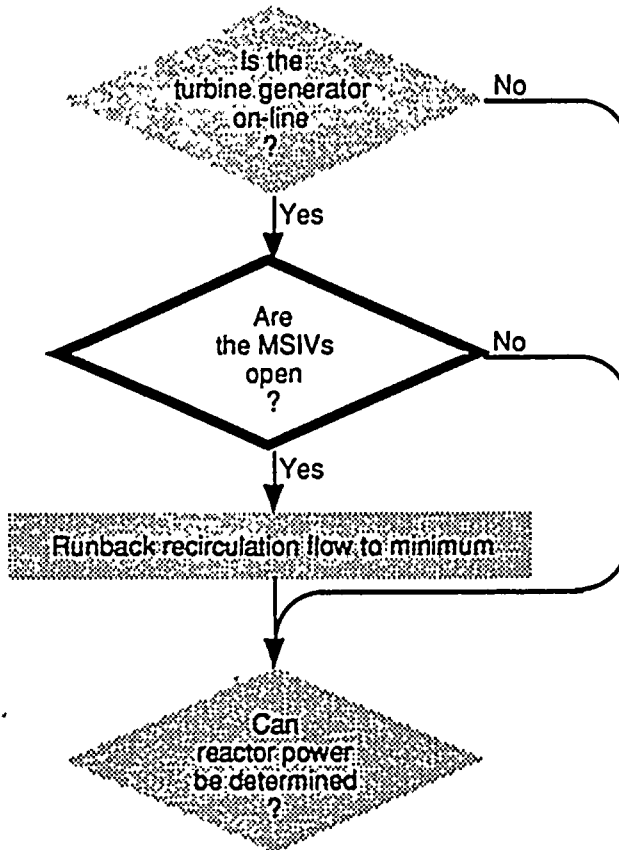 Is the
turbine generator
on-line
?
No
Yes
Are
the MSIVs
open
?
No
Yes
Runback recirculation flow to minimum
Can
reactor power
be determined
?